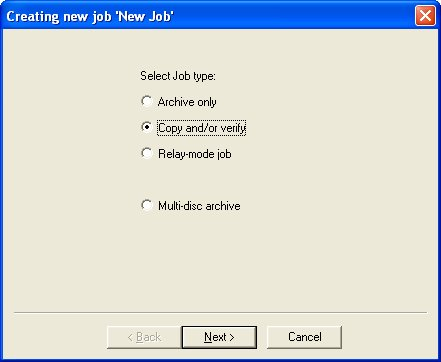 Creating new job 'New Job'
Select Job type:
Archive only
Copy and/or verify
Relay-mode job
Multi-disc archive
< Back Next > Cancel